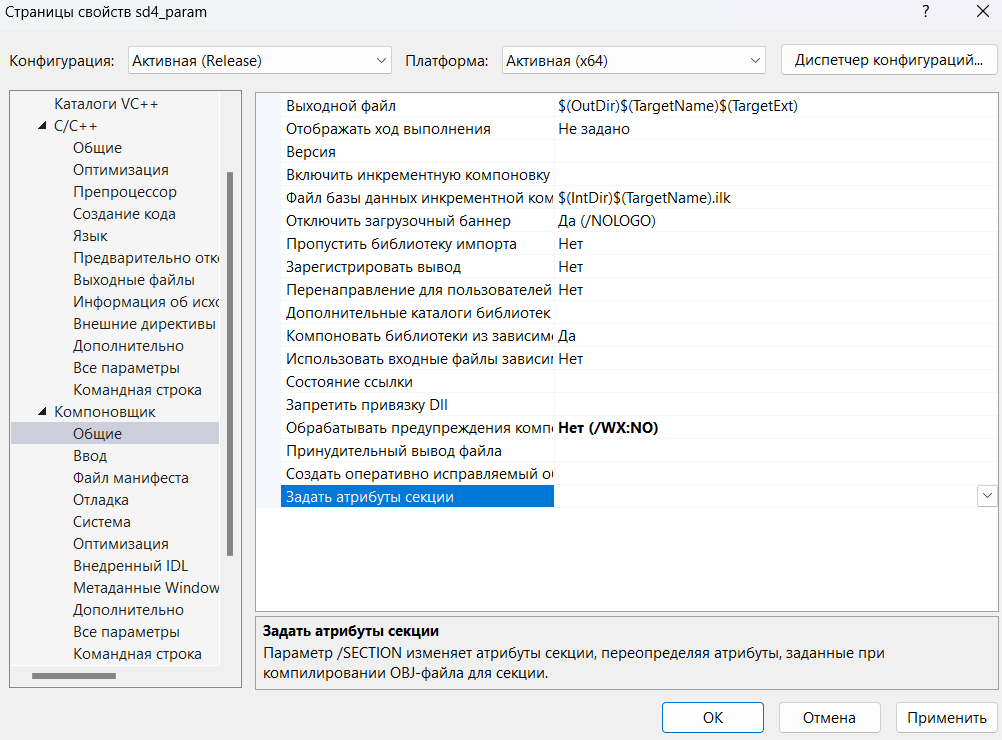 Страницы свойств sd4_param
?
Конфигурация: Активная (Release) Платформа: Активная (x64) Диспетчер конфигураций...
Каталоги VC++
C/C++
Общие
Оптимизация
Препроцессор
Создание кода
Язык
Предварительно отко
Выходные файлы
Информация об исхо
Внешние директивы
Дополнительно
Все параметры
Командная строка
Компоновщик
Общие
Ввод
Файл манифеста
Отладка
Система
Оптимизация
Внедренный IDL
Метаданные Window
Дополнительно
Все параметры
Командная строка
Выходной файл $(OutDir)$(TargetName)$(TargetExt)
Отображать ход выполнения Не задано
Версия
Включить инкрементную компоновку
Файл базы данных инкрементной ком $(IntDir)$(TargetName).ilk
Отключить загрузочный баннер Да (/NOLOGO)
Пропустить библиотеку импорта Нет
Зарегистрировать вывод Нет
Перенаправление для пользователей Нет
Дополнительные каталоги библиотек
Компоновать библиотеки из зависимо Да
Использовать входные файлы зависим Нет
Состояние ссылки
Запретить привязку Dll
Обрабатывать предупреждения компо Нет (/WX:NO)
Принудительный вывод файла
Создать оперативно исправляемый об
Задать атрибуты секции
Задать атрибуты секции
Параметр /SECTION изменяет атрибуты секции, переопределяя атрибуты, заданные при
компилировании OBJ-файла для секции.
ОК Отмена Применить